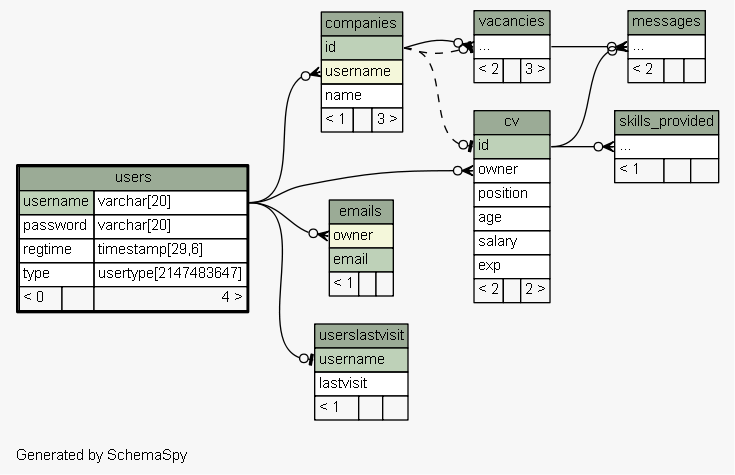 companies
id
username
name
< 1 3 >
vacancies
...
< 2 3 >
messages
...
< 2
cv
id
owner
position
age
salary
exp
< 2 2 >
skills_provided
...
< 1
users
username varchar[20]
password varchar[20]
regtime timestamp[29,6]
type usertype[2147483647]
< 0 4 >
emails
owner
email
< 1
userslastvisit
username
lastvisit
< 1
Generated by SchemaSpy